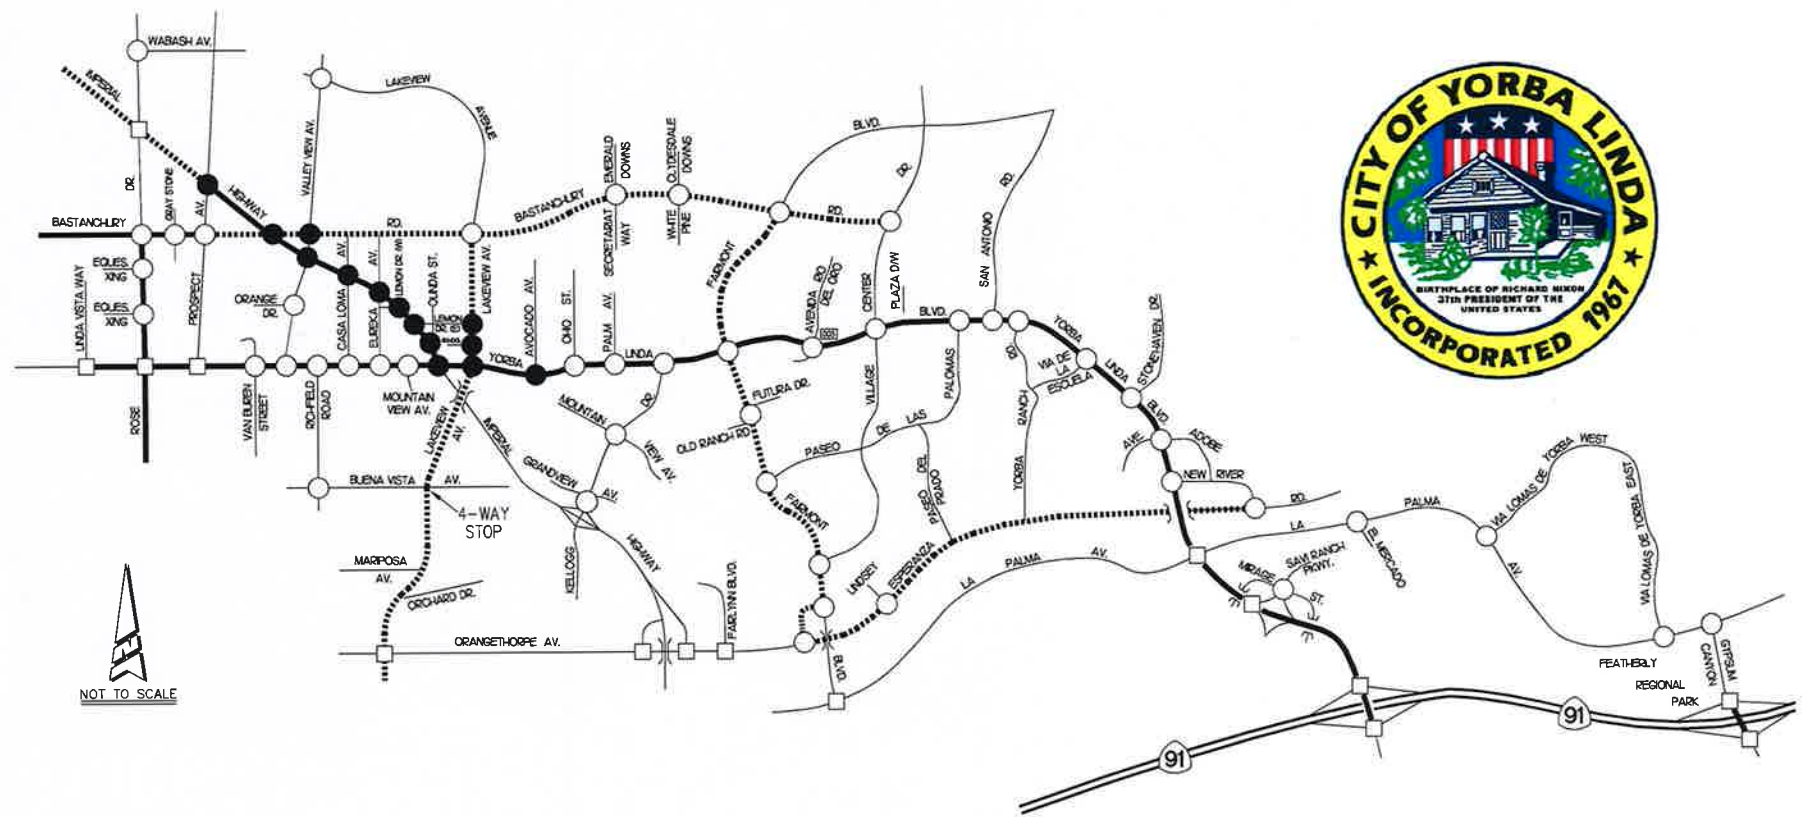 WABASH AV.
IMPERIAL
HIGHWAY
LAKEVIEW
AVENUE
VALLEY VIEW AV.
DR.
GRAY STONE
AV.
BASTANCHURY
RD.
BASTANCHURY
RD.
EMERALD
DOWNS
CLYDESDALE
DOWNS
SECRETARIAT
WAY
WHITE
PINE
BLVD.
DR.
RD.
SAN ANTONIO
FAIRMONT
CENTER
PLAZA D/W
AVENIDA RIO
DEL ORO
EQUES.
XING
EQUES.
XING
LINDA VISTA WAY
PROSPECT
ORANGE
DR.
CASA LOMA AV.
EUREKA AV.
LEMON DR. (W)
OLINDA ST.
LEMON
DR. (E)
LAKEVIEW AV.
AVOCADO AV.
OHIO ST.
PALM AV.
YORBA
LINDA
BLVD.
YORBA
LINDA
BLVD.
STONEHAVEN DR.
RD.
VIA DE
LA
ESCUELA
ROSE
VAN BUREN
STREET
RICHFIELD
ROAD
MOUNTAIN
VIEW AV.
LAKEVIEW
AV.
IMPERIAL
MOUNTAIN
VIEW AV.
DR.
FUTURA DR.
OLD RANCH RD.
VILLAGE
PALOMAS
PASEO
DE LAS
PASEO DEL
PRADO
YORBA RANCH
AVE.
ADOBE
NEW RIVER
BUENA VISTA AV.
4-WAY
STOP
GRANDVIEW
AV.
KELLOGG
HIGHWAY
FAIRMONT
BLVD.
MARIPOSA
AV.
ORCHARD DR.
ORANGETHORPE AV.
FAIRLYNN BLVD.
LINDSEY
ESPERANZA
RD.
LA
PALMA
AV.
LA
PALMA
AV.
EL MERCADO
MIRAGE
ST.
SAVI RANCH
PKWY.
VIA LOMAS DE YORBA WEST
VIA LOMAS DE YORBA EAST
FEATHERLY
REGIONAL
PARK
GYPSUM
CANYON
91
91
NOT TO SCALE
CITY OF YORBA LINDA
BIRTHPLACE OF RICHARD NIXON
37th PRESIDENT OF THE
UNITED STATES
INCORPORATED 1967